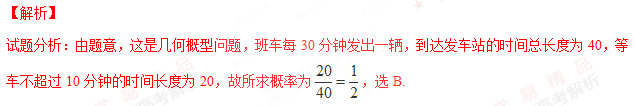 【解析】
试题分析：由题意，这是几何概型问题，班车每 30 分钟发出一辆，到达发车站的时间总长度为 40，等
车不超过 10 分钟的时间长度为 20，故所求概率为 20/40=1/2，选 B.